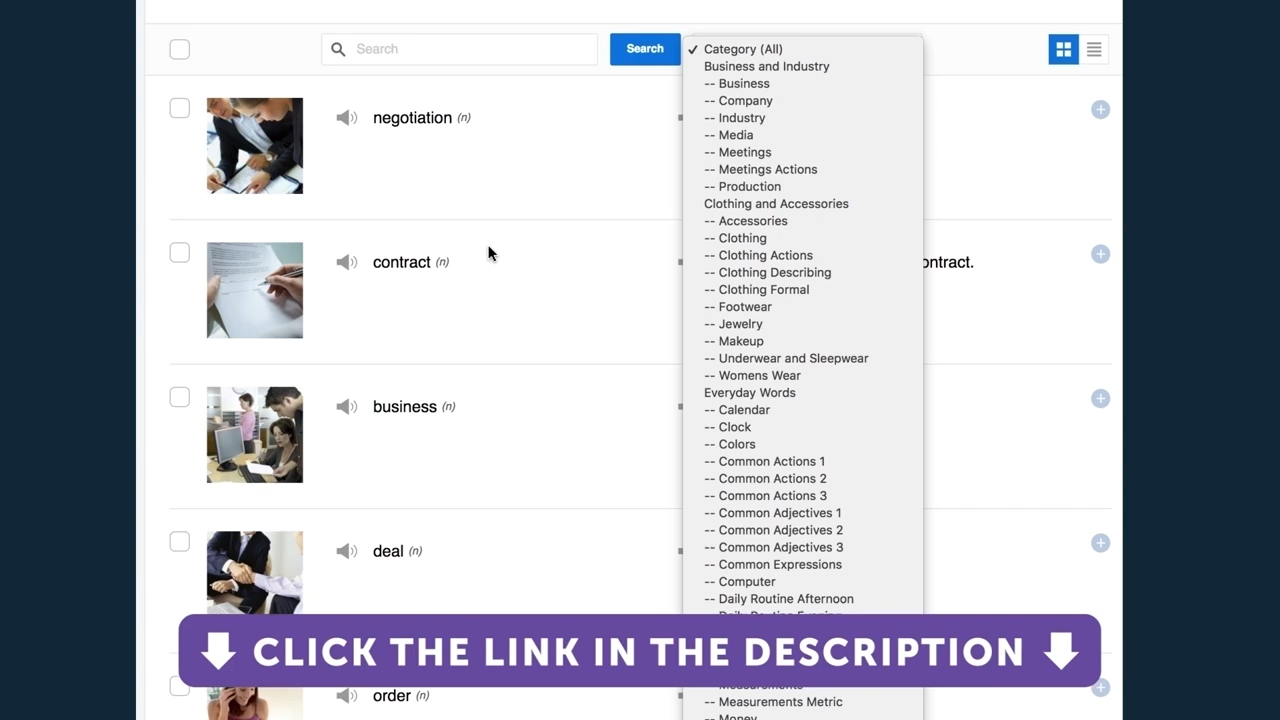 Search
Search
✓ Category (All)
Business and Industry
-- Business
-- Company
-- Industry
-- Media
-- Meetings
-- Meetings Actions
-- Production
Clothing and Accessories
-- Accessories
-- Clothing
-- Clothing Actions
-- Clothing Describing
-- Clothing Formal
-- Footwear
-- Jewelry
-- Makeup
-- Underwear and Sleepwear
-- Womens Wear
Everyday Words
-- Calendar
-- Clock
-- Colors
-- Common Actions 1
-- Common Actions 2
-- Common Actions 3
-- Common Adjectives 1
-- Common Adjectives 2
-- Common Adjectives 3
-- Common Expressions
-- Computer
-- Daily Routine Afternoon
-- Measurements
-- Measurements Metric
-- Money
negotiation (n)
contract (n)
ontract.
business (n)
deal (n)
order (n)
CLICK THE LINK IN THE DESCRIPTION